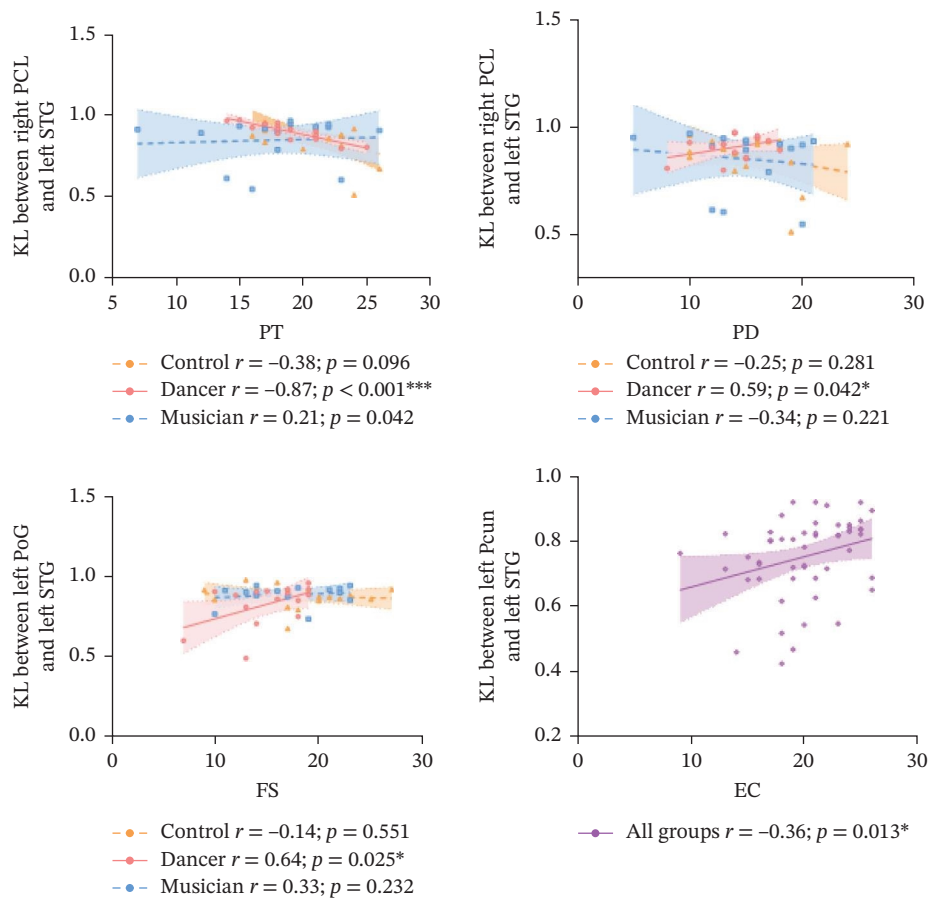 KL between right PCL
and left STG
1.5
1.0
0.5
0.0
5
10
15
20
25
30
PT
Control r = –0.38; p = 0.096
Dancer r = –0.87; p < 0.001***
Musician r = 0.21; p = 0.042
KL between right PCL
and left STG
1.5
1.0
0.5
0
10
20
30
PD
Control r = –0.25; p = 0.281
Dancer r = 0.59; p = 0.042*
Musician r = –0.34; p = 0.221
KL between left PoG
and left STG
1.5
1.0
0.5
0.0
0
10
20
30
FS
Control r = –0.14; p = 0.551
Dancer r = 0.64; p = 0.025*
Musician r = 0.33; p = 0.232
KL between left Pcun
and left STG
1.0
0.8
0.6
0.4
0.2
0
10
20
30
EC
All groups r = –0.36; p = 0.013*